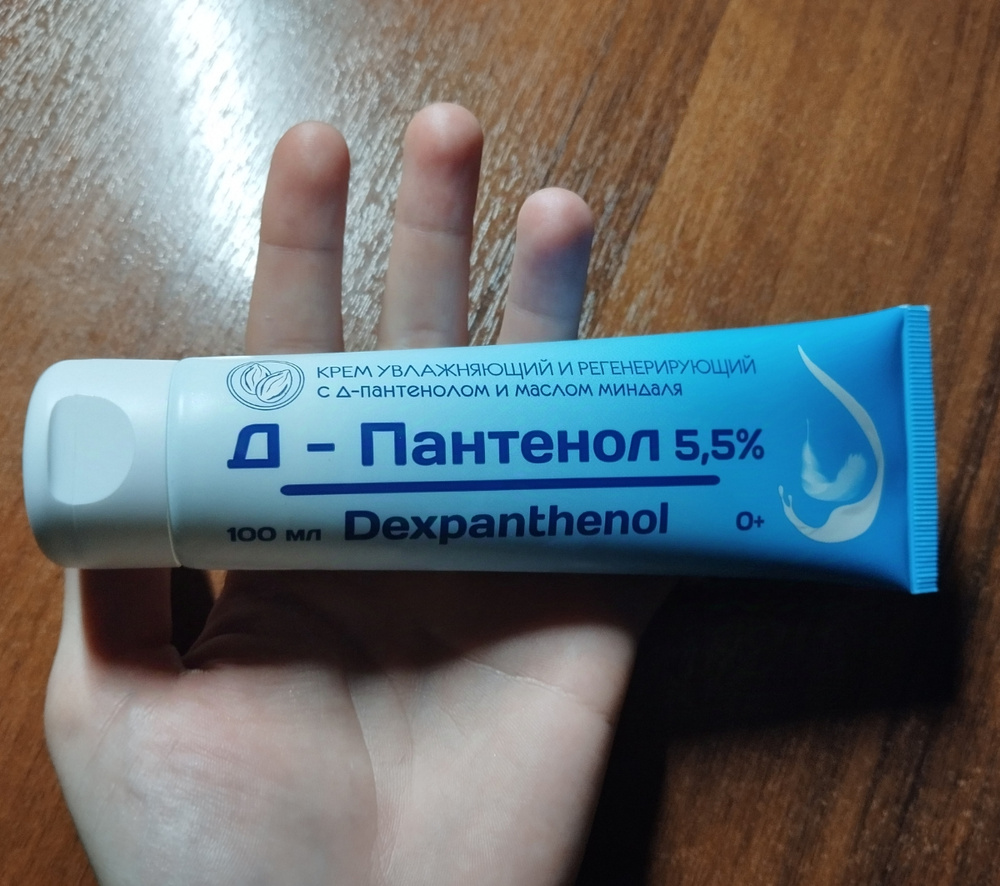 КРЕМ УВЛАЖНЯЮЩИЙ И РЕГЕНЕРИРУЮЩИЙ
С Д-ПАНТЕНОЛОМ И МАСЛОМ МИНДАЛЯ
Д - Пантенол 5,5%
100 мл Dexpanthenol 0+